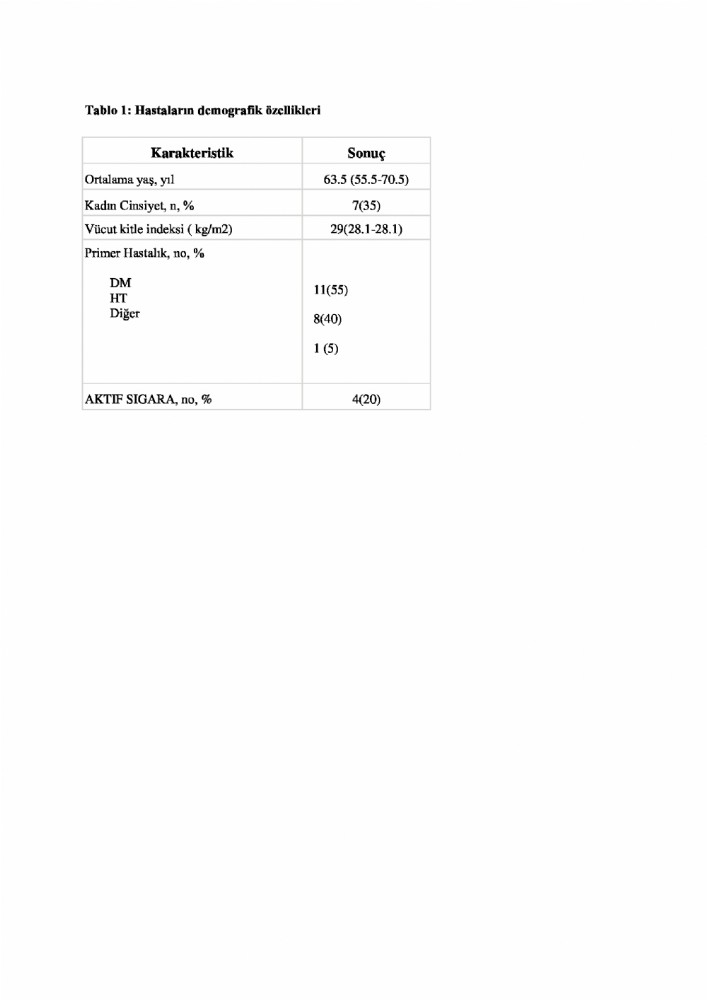 Tablo 1: Hastaların demografik özellikleri
Karakteristik Sonuç
Ortalama yaş, yıl 63.5 (55.5-70.5)
Kadın Cinsiyet, n, % 7(35)
Vücut kitle indeksi ( kg/m2) 29(28.1-28.1)
Primer Hastalık, no, %
DM
HT
Diğer
11(55)
8(40)
1 (5)
AKTIF SIGARA, no, % 4(20)